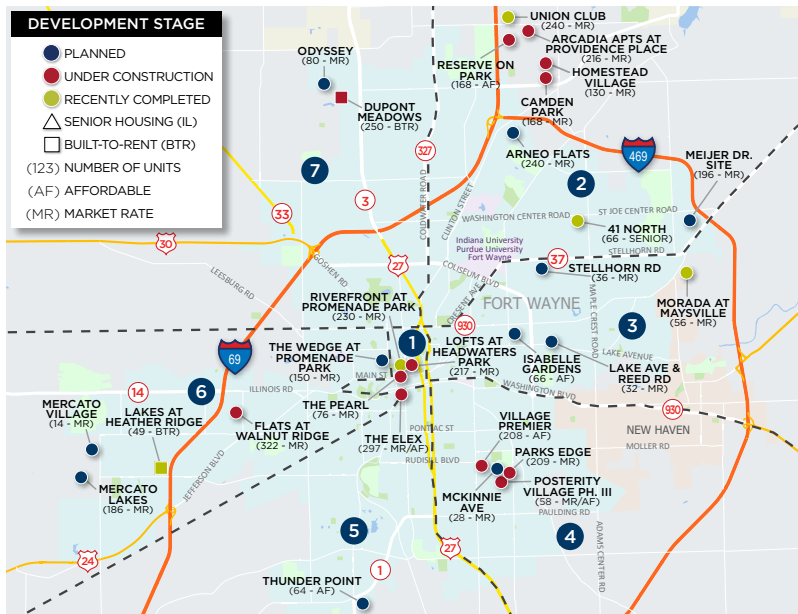 DEVELOPMENT STAGE
PLANNED
UNDER CONSTRUCTION
RECENTLY COMPLETED
SENIOR HOUSING (IL)
BUILT-TO-RENT (BTR)
(123) NUMBER OF UNITS
(AF) AFFORDABLE
(MR) MARKET RATE
UNION CLUB
(240 - MR)
ARCADIA APTS AT
PROVIDENCE PLACE
(216 - MR)
RESERVE ON
PARK
(168 - AF)
HOMESTEAD
VILLAGE
(130 - MR)
CAMDEN
PARK
(168 - MR)
ODYSSEY
(80 - MR)
DUPONT
MEADOWS
(250 - BTR)
ARNEO FLATS
(240 - MR)
469
MEIJER DR.
SITE
(196 - MR)
327
COLDWATER ROAD
CLINTON STREET
7
3
33
30
2
WASHINGTON CENTER ROAD
ST JOE CENTER ROAD
41 NORTH
(66 - SENIOR)
STELLHORN RD
Indiana University
Purdue University
Fort Wayne
37
STELLHORN RD
(36 - MR)
GOSHEN RD
27
COLISEUM BLVD
LEESBURG RD
RIVERFRONT AT
PROMENADE PARK
(230 - MR)
CRESENT AVE
FORT WAYNE
MAPLE CREST ROAD
MORADA AT
MAYSVILLE
(56 - MR)
930
1
3
LOFTS AT
HEADWATERS
PARK
(217 - MR)
THE WEDGE AT
PROMENADE
PARK
(150 - MR)
MAIN ST
ISABELLE
GARDENS
(66 - AF)
LAKE AVENUE
LAKE AVE &
REED RD
(32 - MR)
69
6
14
ILLINOIS RD
WASHINGTON BLVD
THE PEARL
(76 - MR)
930
MERCATO
VILLAGE
(14 - MR)
LAKES AT
HEATHER RIDGE
(49 - BTR)
FLATS AT
WALNUT RIDGE
(322 - MR)
THE ELEX
(297 - MR/AF)
PONTIAC ST
VILLAGE
PREMIER
(208 - AF)
NEW HAVEN
MOLLER RD
RUDISILL BLVD
PARKS EDGE
(209 - MR)
JEFFERSON BLVD
MERCATO
LAKES
(186 - MR)
MCKINNIE
AVE
(28 - MR)
POSTERITY
VILLAGE PH. III
(58 - MR/AF)
PAULDING RD
5
4
ADAMS CENTER RD
27
24
1
THUNDER POINT
(64 - AF)